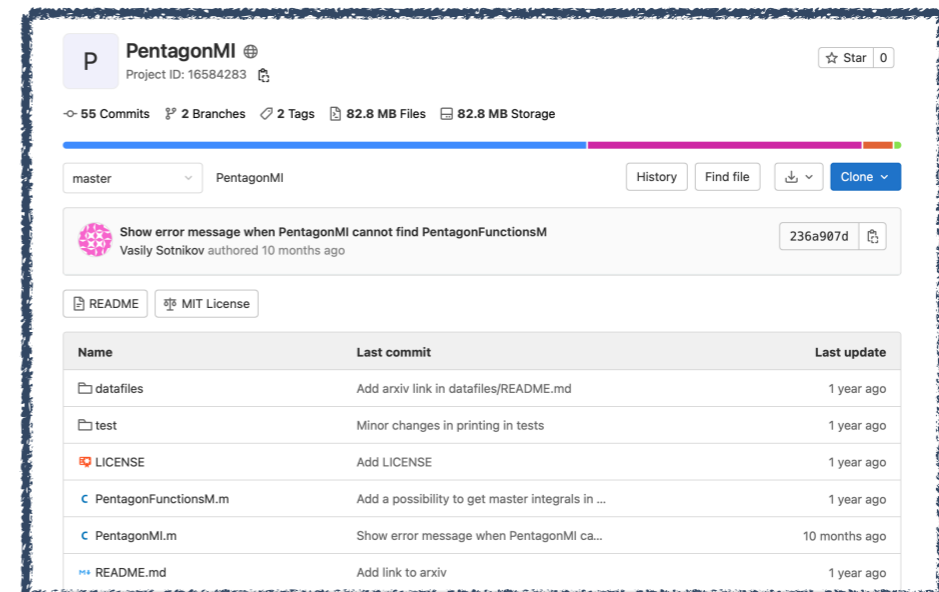 P
PentagonMI
Project ID: 16584283
Star 0
55 Commits 2 Branches 2 Tags 82.8 MB Files 82.8 MB Storage
master PentagonMI History Find file Clone
Show error message when PentagonMI cannot find PentagonFunctionsM
Vasily Sotnikov authored 10 months ago
236a907d
README MIT License
Name Last commit Last update
datafiles Add arxiv link in datafiles/README.md 1 year ago
test Minor changes in printing in tests 1 year ago
LICENSE Add LICENSE 1 year ago
C PentagonFunctionsM.m Add a possibility to get master integrals in ... 1 year ago
C PentagonMI.m Show error message when PentagonMI ca... 10 months ago
M↓ README.md Add link to arxiv 1 year ago